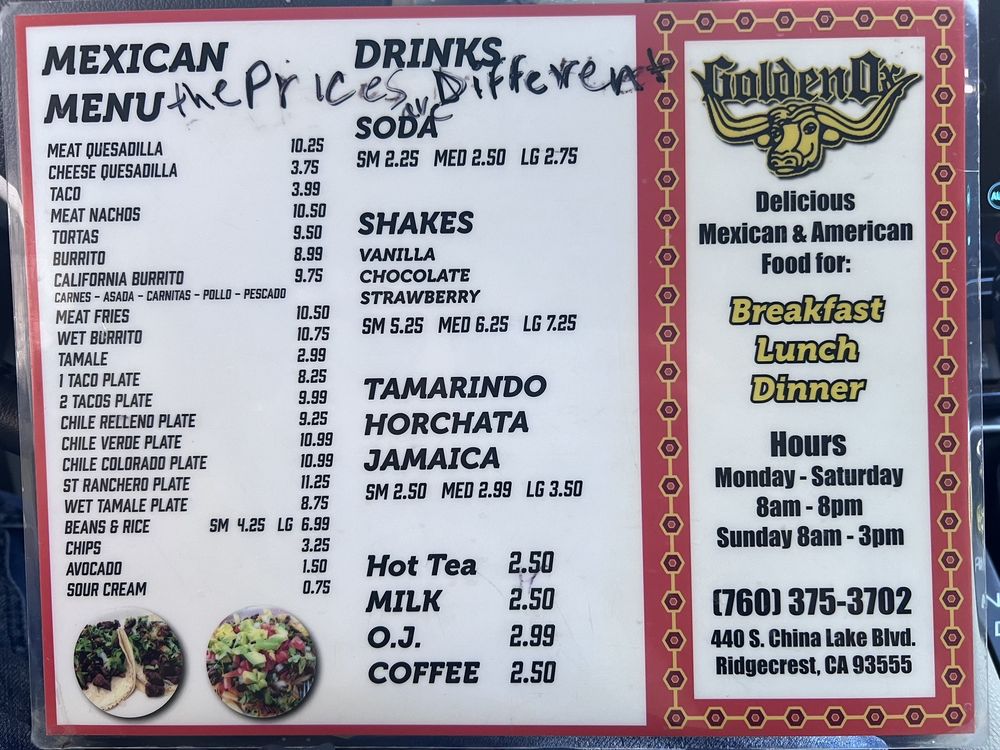 MEXICAN
MENU
the Prices are Different
MEAT QUESADILLA 10.25
CHEESE QUESADILLA 3.75
TACO 3.99
MEAT NACHOS 10.50
TORTAS 9.50
BURRITO 8.99
CALIFORNIA BURRITO 9.75
CARNES - ASADA - CARNITAS - POLLO - PESCADO
MEAT FRIES 10.50
WET BURRITO 10.75
TAMALE 2.99
1 TACO PLATE 8.25
2 TACOS PLATE 9.99
CHILE RELLENO PLATE 9.25
CHILE VERDE PLATE 10.99
CHILE COLORADO PLATE 10.99
ST RANCHERO PLATE 11.25
WET TAMALE PLATE 8.75
BEANS & RICE SM 4.25 LG 6.99
CHIPS 3.25
AVOCADO 1.50
SOUR CREAM 0.75
DRINKS
SODA
SM 2.25 MED 2.50 LG 2.75
SHAKES
VANILLA
CHOCOLATE
STRAWBERRY
SM 5.25 MED 6.25 LG 7.25
TAMARINDO
HORCHATA
JAMAICA
SM 2.50 MED 2.99 LG 3.50
Hot Tea 2.50
MILK 2.50
O.J. 2.99
COFFEE 2.50
GoldenOx
Delicious
Mexican & American
Food for:
Breakfast
Lunch
Dinner
Hours
Monday - Saturday
8am - 8pm
Sunday 8am - 3pm
(760) 375-3702
440 S. China Lake Blvd.
Ridgecrest, CA 93555